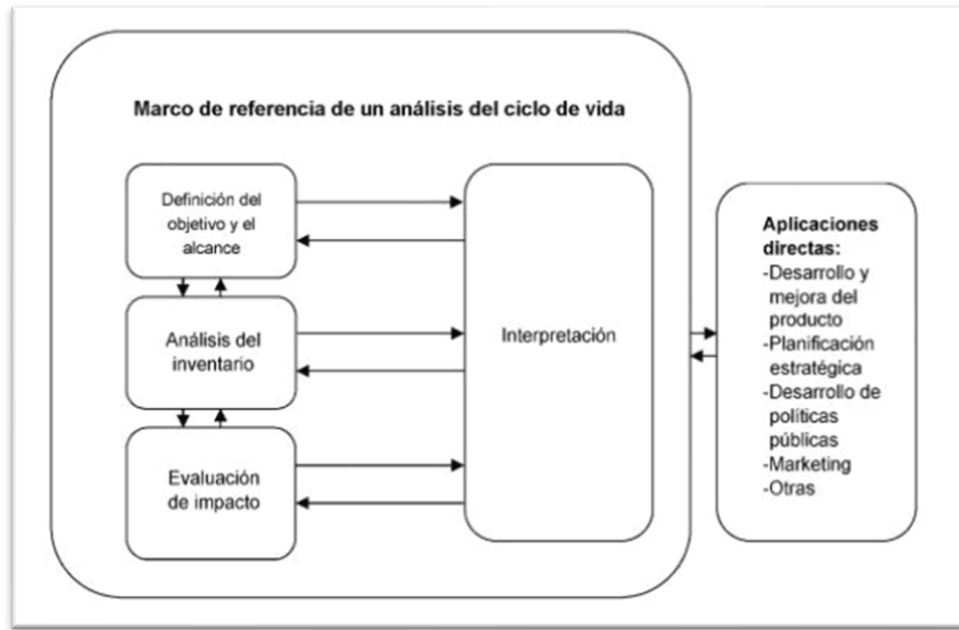 Marco de referencia de un análisis del ciclo de vida
Definición del
objetivo y el
alcance
Análisis del
inventario
Evaluación
de impacto
Interpretación
Aplicaciones
directas:
-Desarrollo y
mejora del
producto
-Planificación
estratégica
-Desarrollo de
políticas
públicas
-Marketing
-Otras